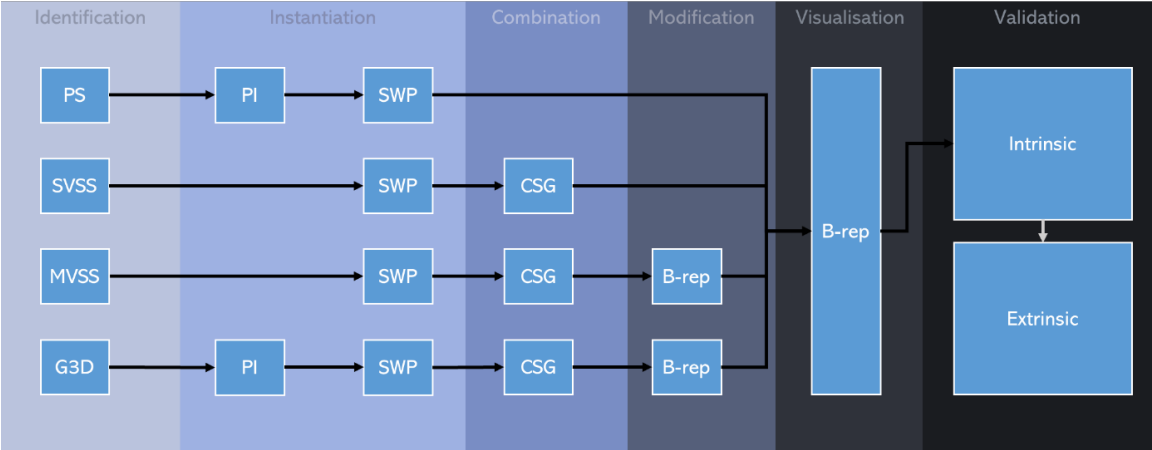 Identification
Instantiation
Combination
Modification
Visualisation
Validation
PS
PI
SWP
SVSS
SWP
CSG
MVSS
SWP
CSG
B-rep
G3D
PI
SWP
CSG
B-rep
B-rep
Intrinsic
Extrinsic